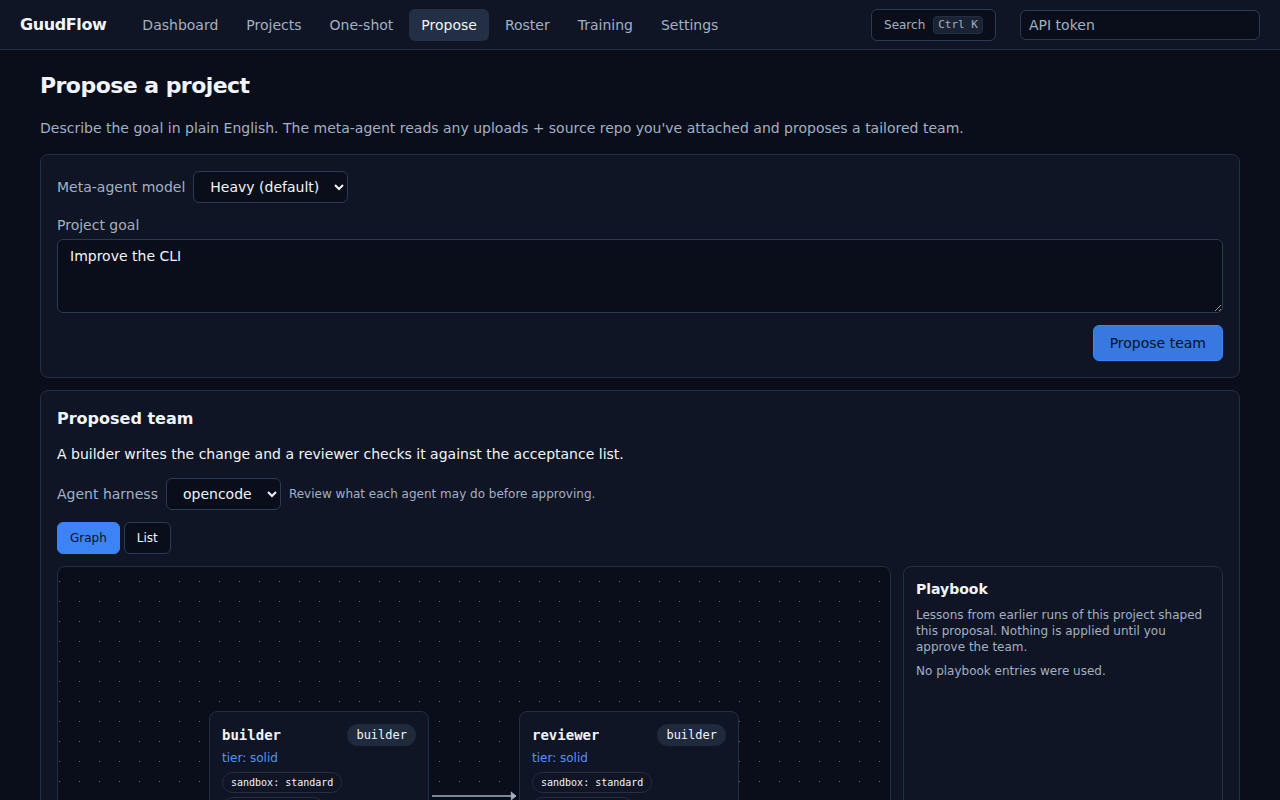 GuudFlow Dashboard Projects One-shot Propose Roster Training Settings Search Ctrl K API token
Propose a project
Describe the goal in plain English. The meta-agent reads any uploads + source repo you've attached and proposes a tailored team.
Meta-agent model Heavy (default)
Project goal
Improve the CLI
Propose team
Proposed team
A builder writes the change and a reviewer checks it against the acceptance list.
Agent harness opencode Review what each agent may do before approving.
Graph List
Playbook
Lessons from earlier runs of this project shaped
this proposal. Nothing is applied until you
approve the team.
No playbook entries were used.
builder builder
tier: solid
sandbox: standard
reviewer builder
tier: solid
sandbox: standard